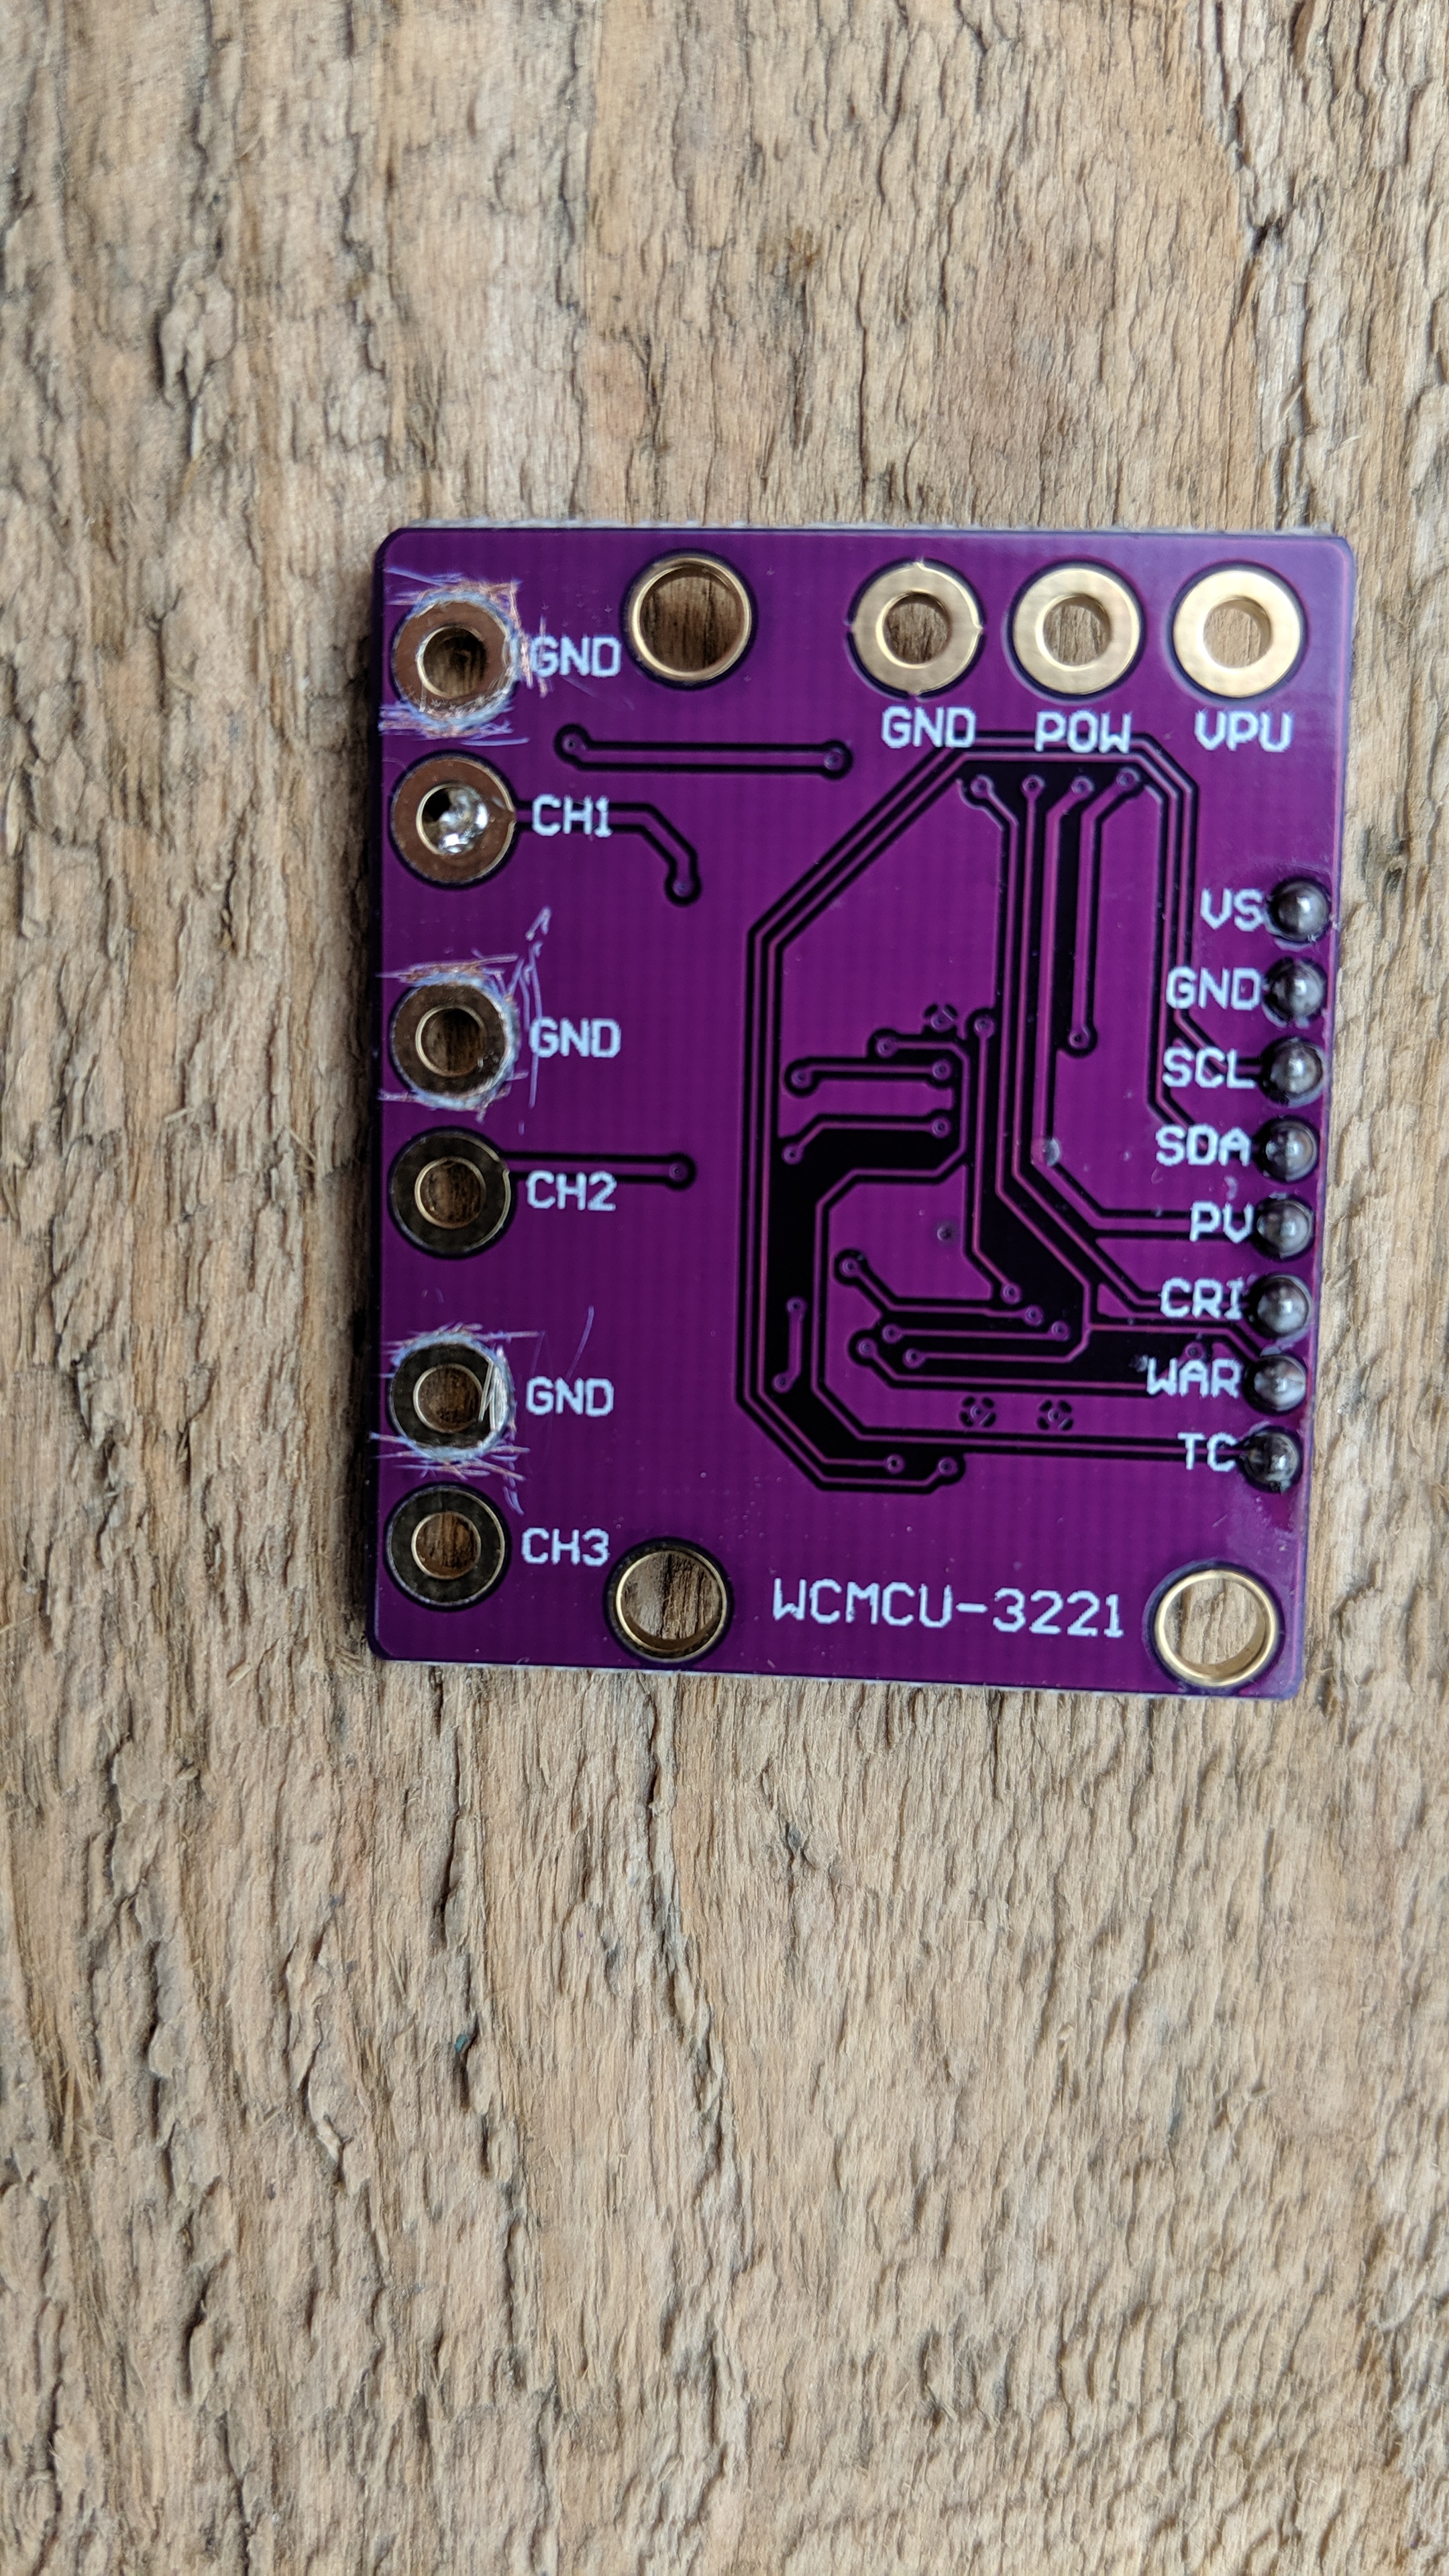 GND
GND POW VPU
CH1
VS
GND
GND
SCL
SDA
CH2
PV
CRI
WAR
GND
TC
CH3
WCMCU-3221